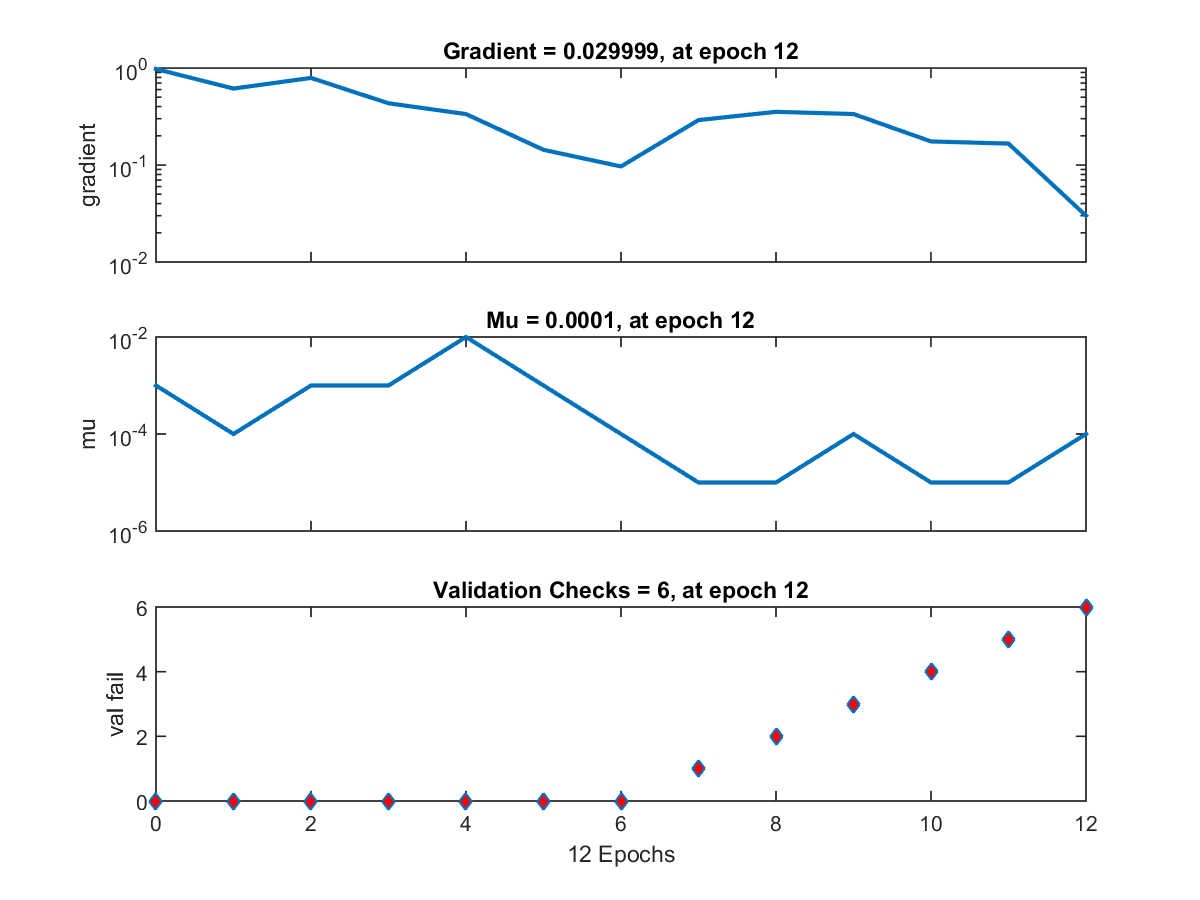 Gradient = 0.029999, at epoch 12
10^0
10^-1
10^-2
gradient
Mu = 0.0001, at epoch 12
10^-2
10^-4
10^-6
mu
Validation Checks = 6, at epoch 12
6
4
2
0
val fail
0 2 4 6 8 10 12
12 Epochs